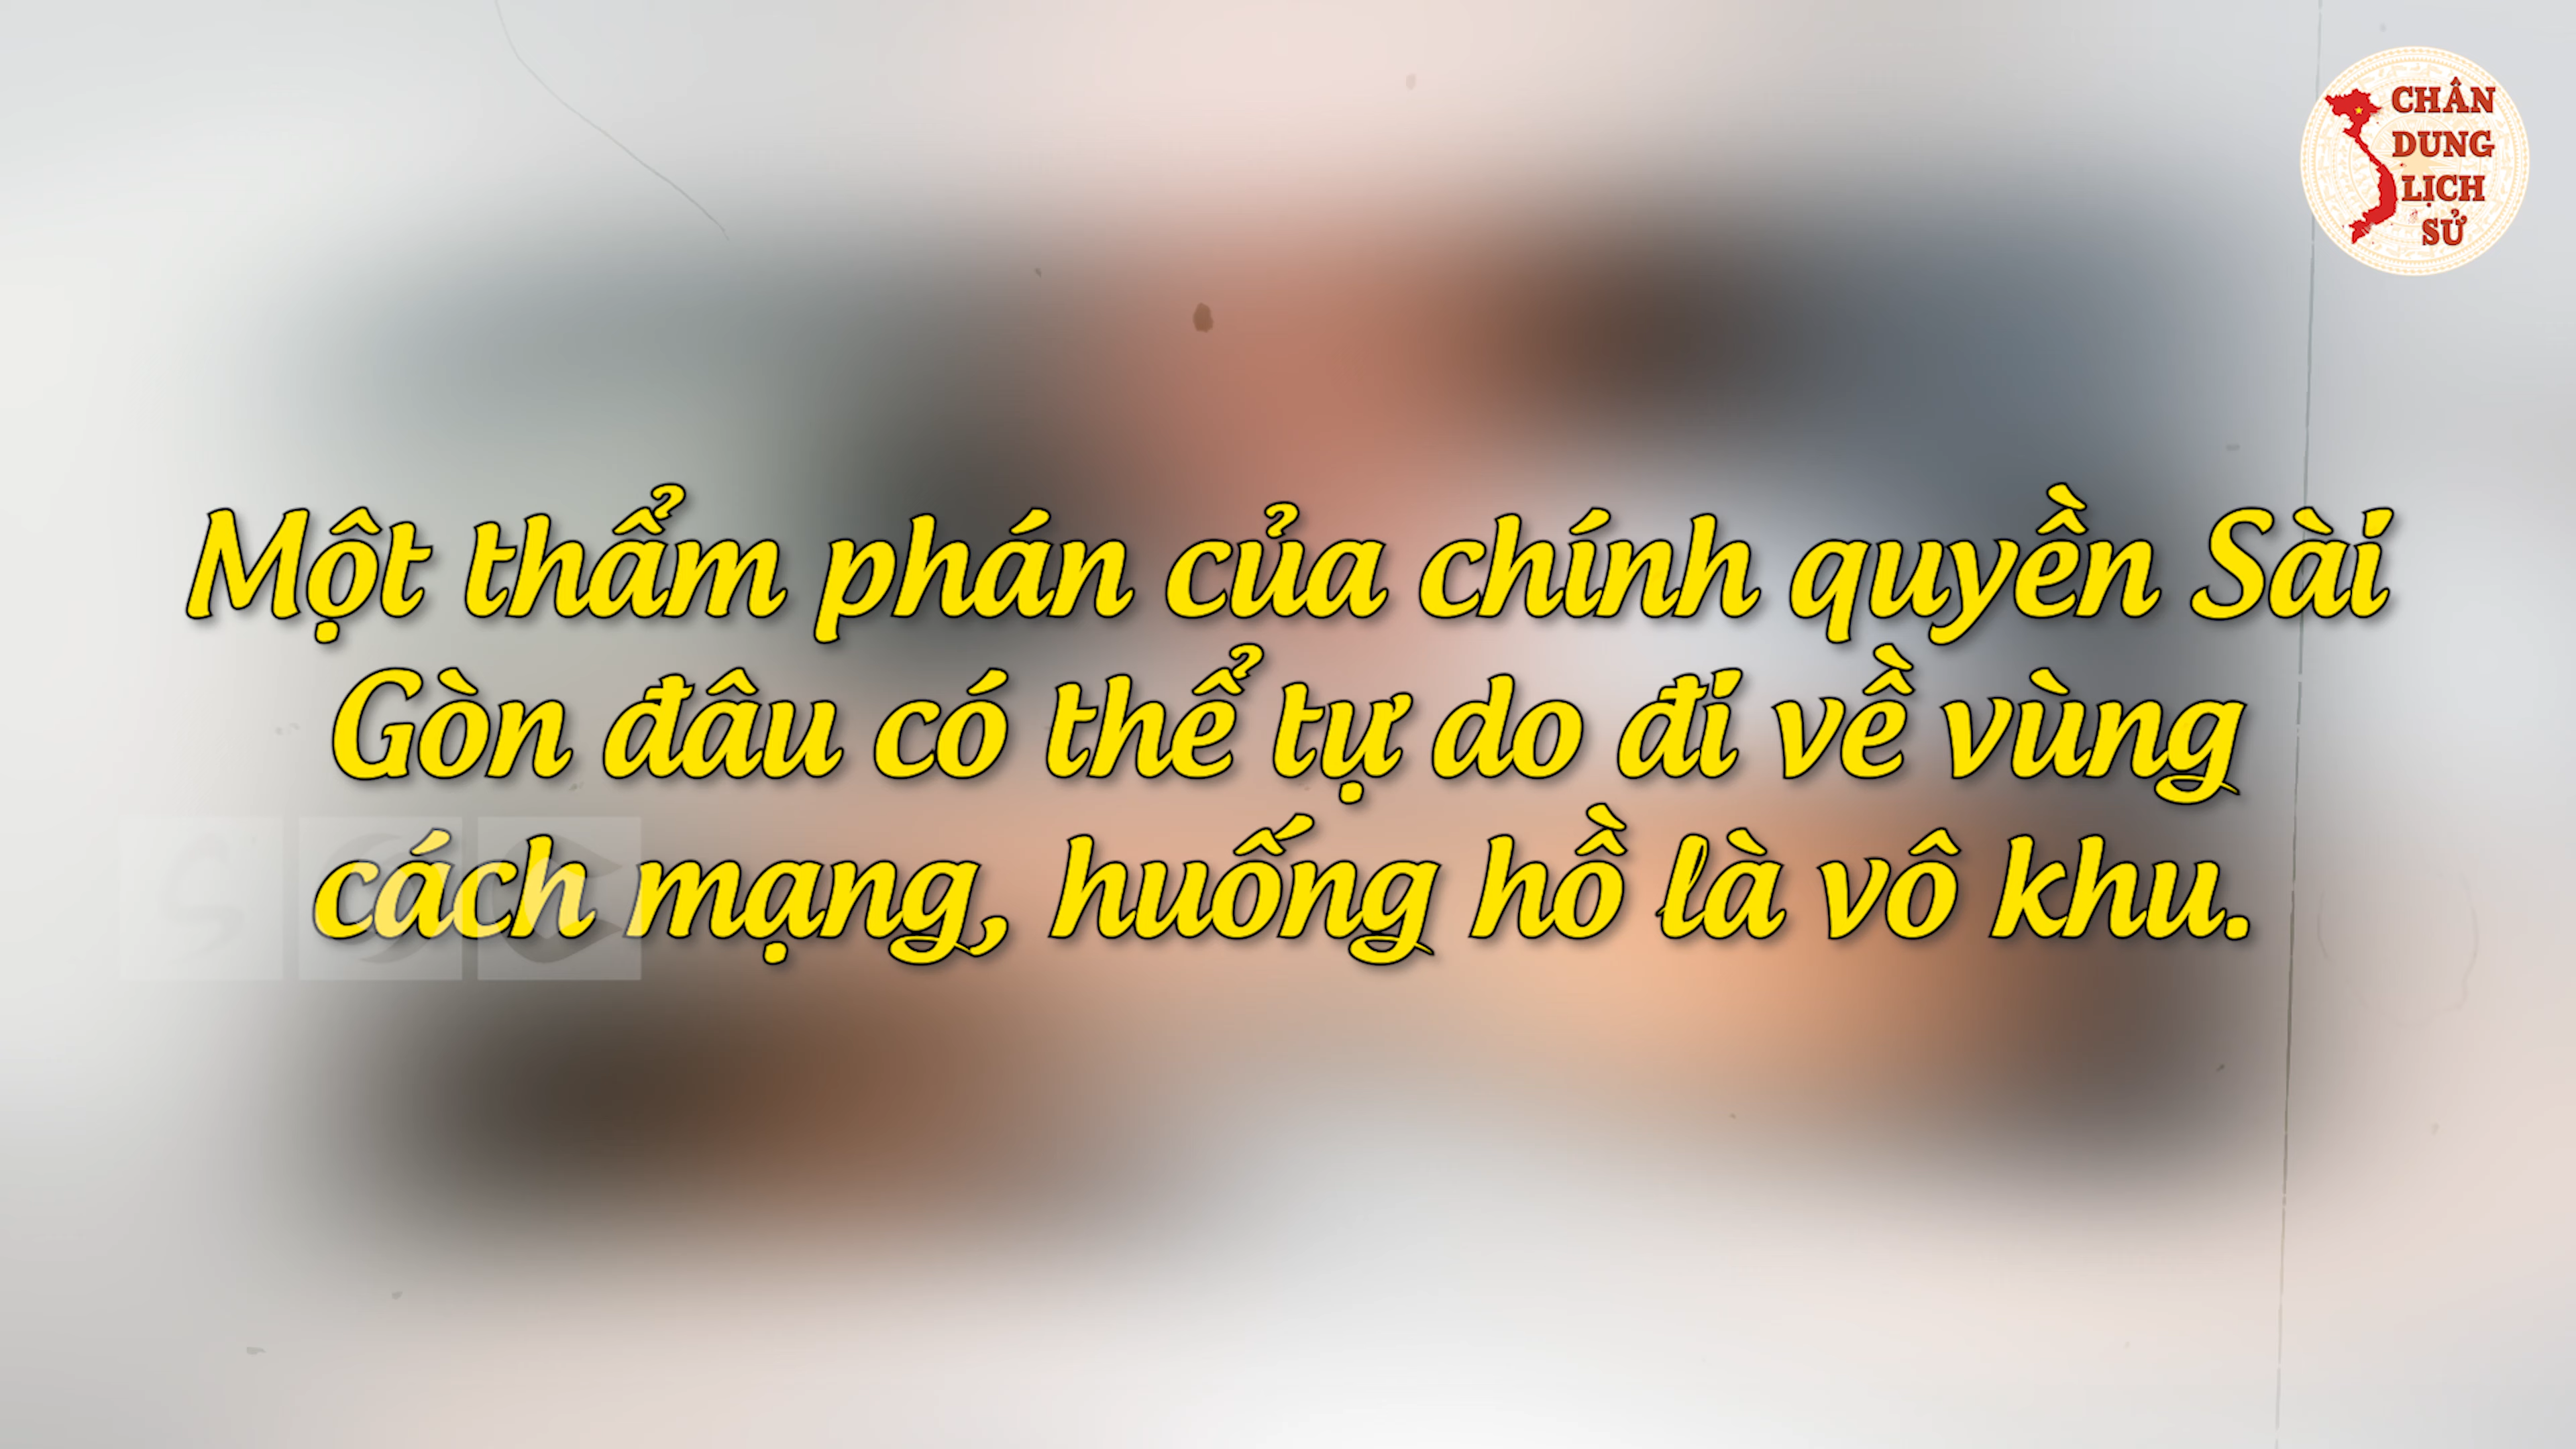 CHÂN
DUNG
LỊCH
SỬ
Một thẩm phán của chính quyền Sài
Gòn đâu có thể tự do đi về vùng
cách mạng, huống hồ là vô khu.